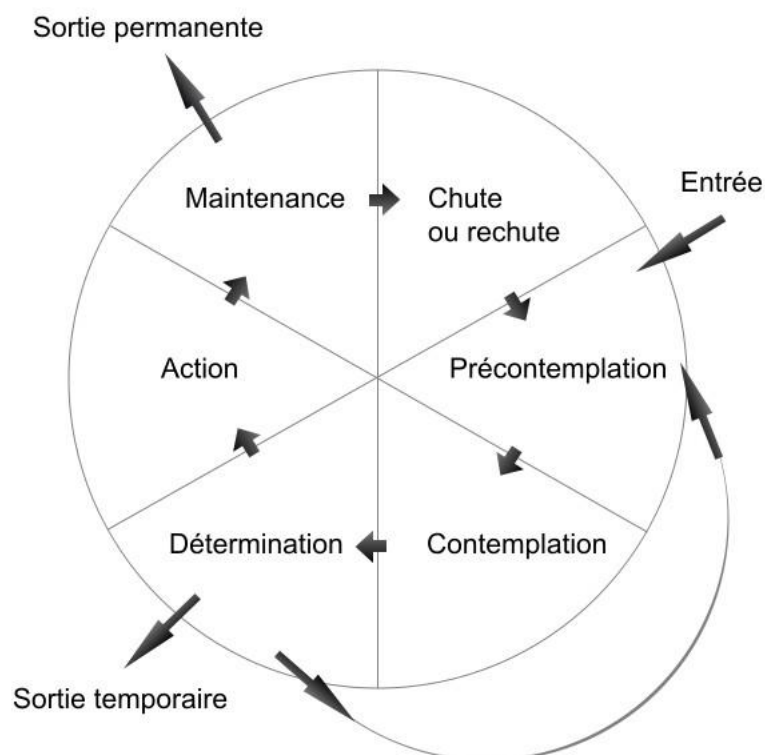 Sortie permanente
Entrée
Maintenance
Chute
ou rechute
Action
Précontemplation
Détermination
Contemplation
Sortie temporaire